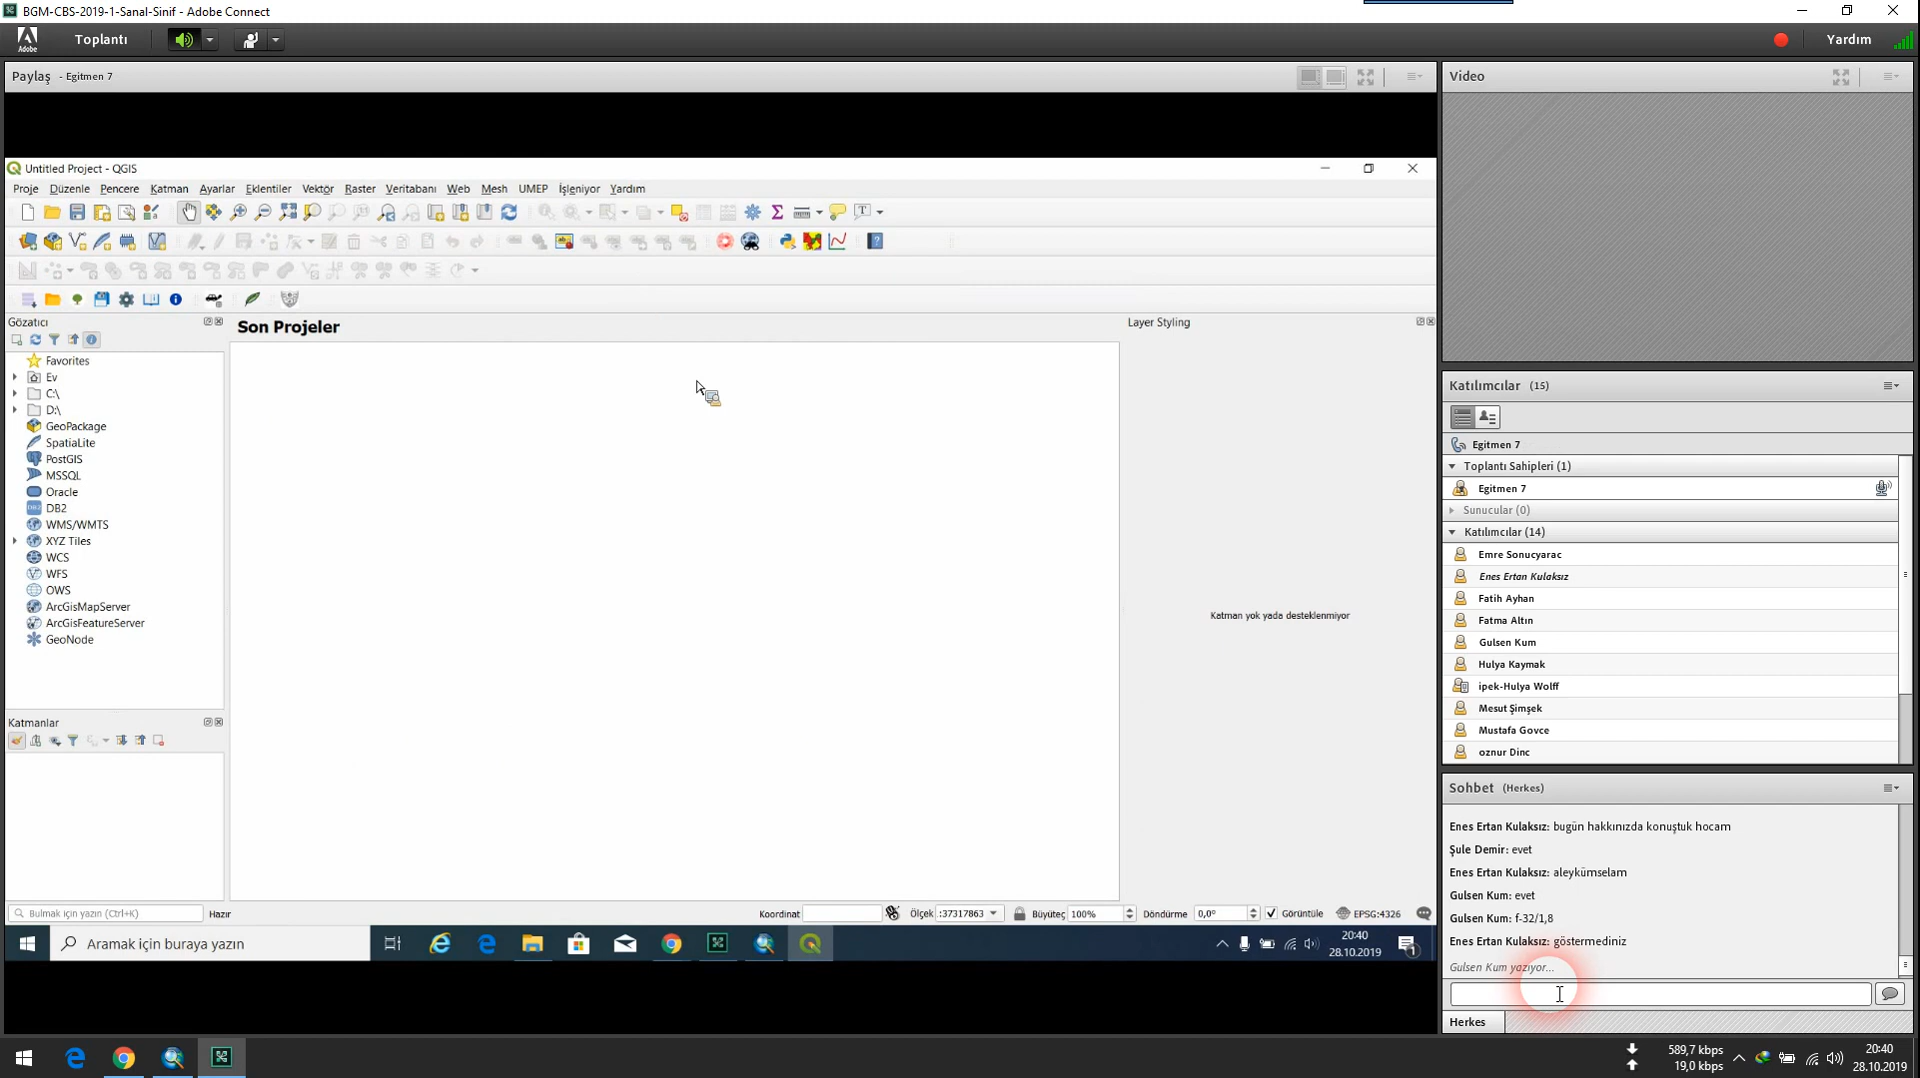 BGM-CBS-2019-1-Sanal-Sinif - Adobe Connect
Adobe
Toplantı
Yardım
Paylaş - Egitmen 7
Video
Untitled Project - QGIS
Proje Düzenle Pencere Katman Ayarlar Eklentiler Vektör Raster Veritabanı Web Mesh UMEP İşleniyor Yardım
Gözatıcı
Son Projeler
Layer Styling
Favorites
Ev
C:\
D:\
GeoPackage
SpatiaLite
PostGIS
MSSQL
Oracle
DB2
WMS/WMTS
XYZ Tiles
WCS
WFS
OWS
ArcGisMapServer
ArcGisFeatureServer
GeoNode
Katman yok yada desteklenmiyor
Katmanlar
Bulmak için yazın (Ctrl+K)
Hazır
Koordinat
Ölçek :37317863
Büyüteç 100%
Döndürme 0,0°
Görüntüle
EPSG:4326
Aramak için buraya yazın
20:40
28.10.2019
Katılımcılar (15)
Egitmen 7
Toplantı Sahipleri (1)
Egitmen 7
Sunucular (0)
Katılımcılar (14)
Emre Sonucyarac
Enes Ertan Kulaksız
Fatih Ayhan
Fatma Altın
Gulsen Kum
Hulya Kaymak
ipek-Hulya Wolff
Mesut Şimşek
Mustafa Govce
oznur Dinc
Sohbet (Herkes)
Enes Ertan Kulaksız: bugün hakkınızda konuştuk hocam
Şule Demir: evet
Enes Ertan Kulaksız: aleykümselam
Gulsen Kum: evet
Gulsen Kum: f-32/1,8
Enes Ertan Kulaksız: göstermediniz
Gulsen Kum yazıyor...
Herkes
589,7 kbps
19,0 kbps
20:40
28.10.2019